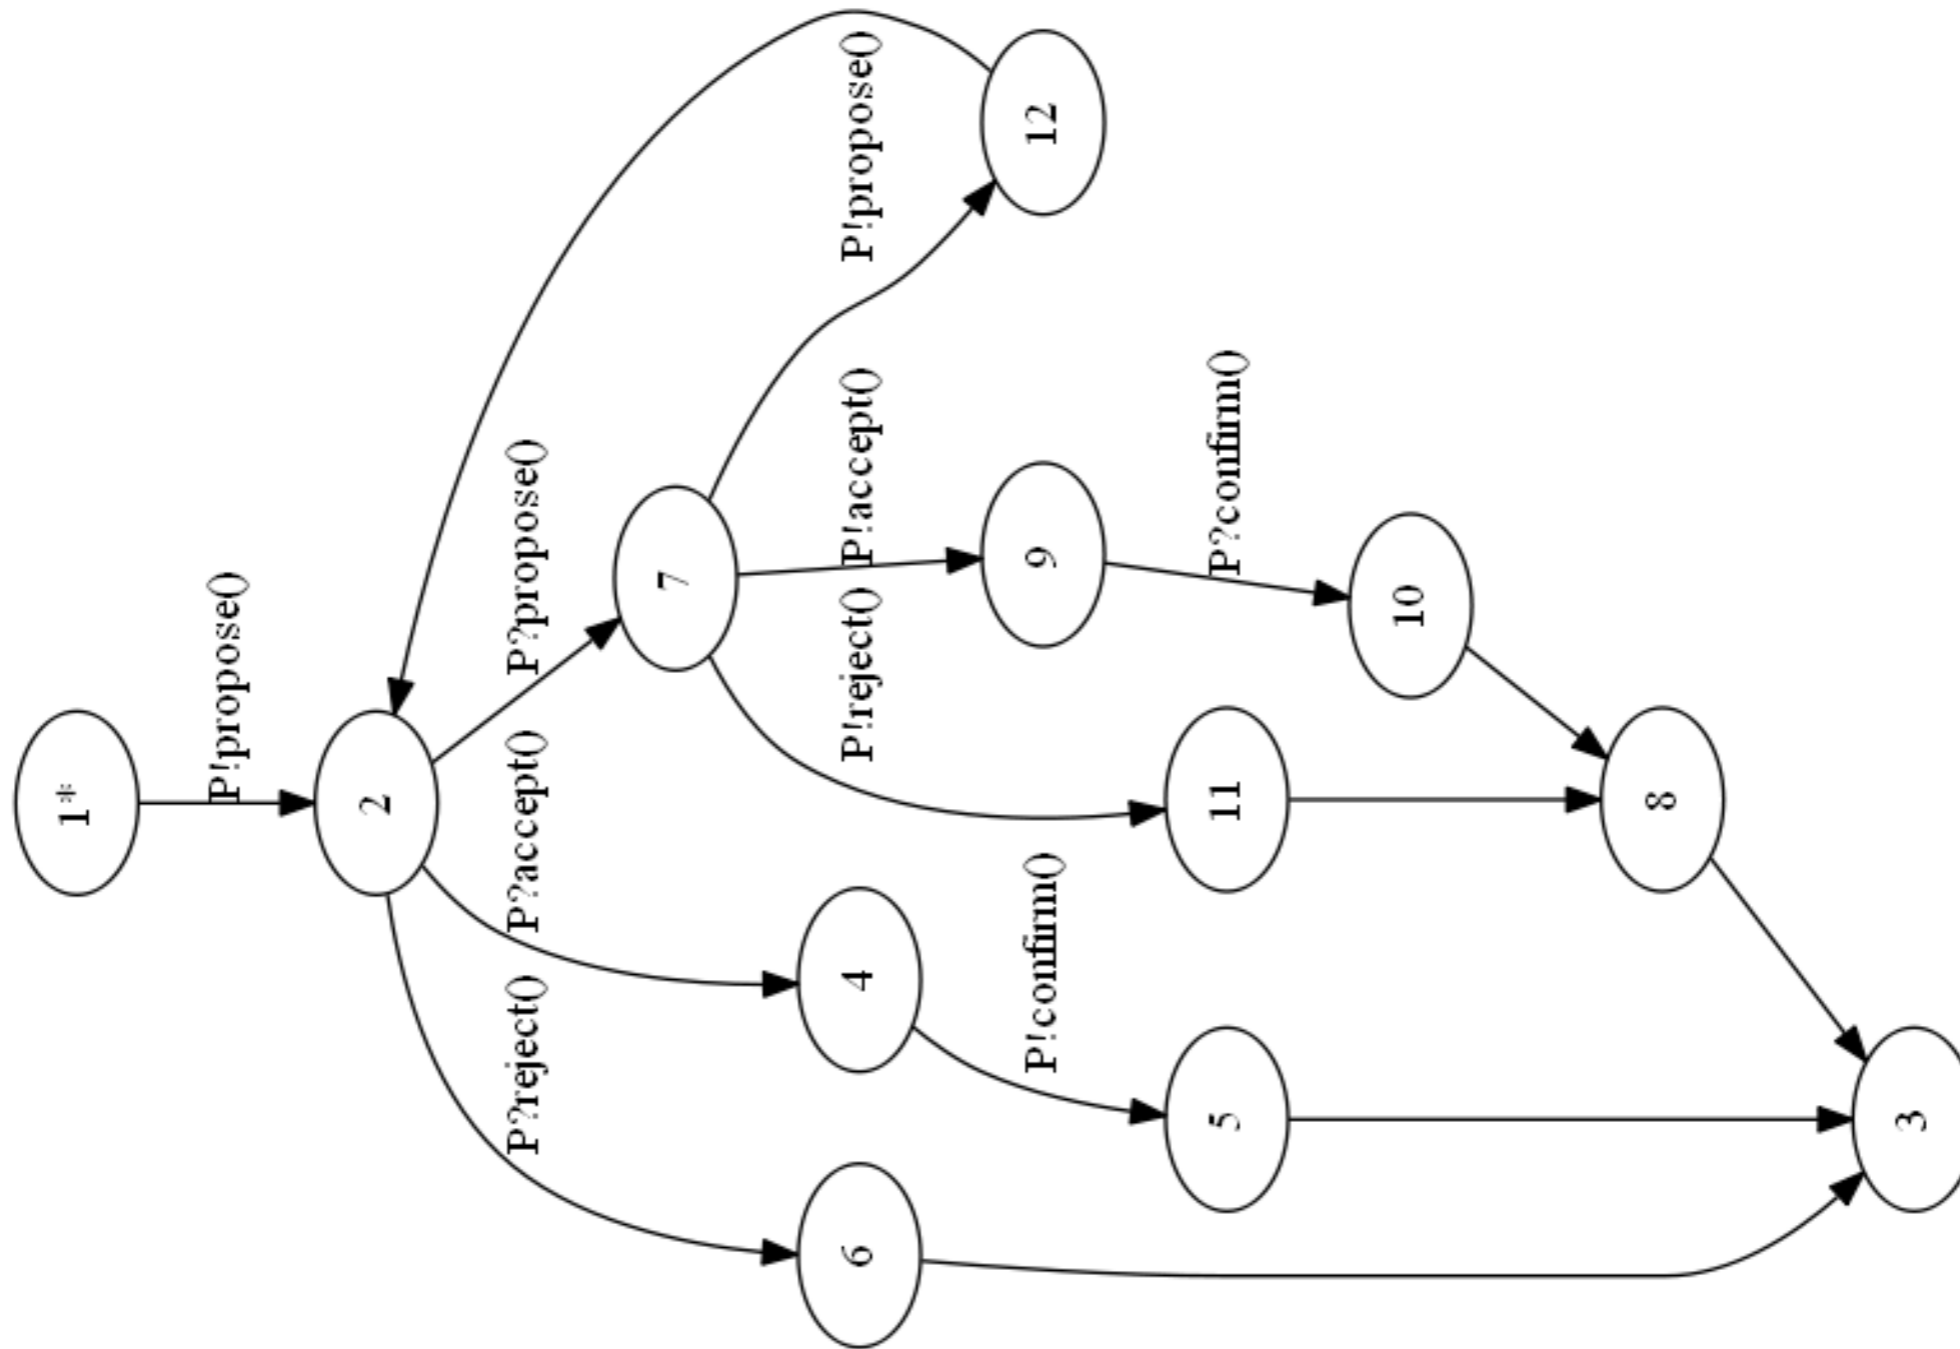 1*
P!propose()
2
P?propose()
P?accept()
P?reject()
7
P!propose()
P!accept()
P!reject()
12
9
4
6
P?confirm()
P!confirm()
10
11
5
8
3